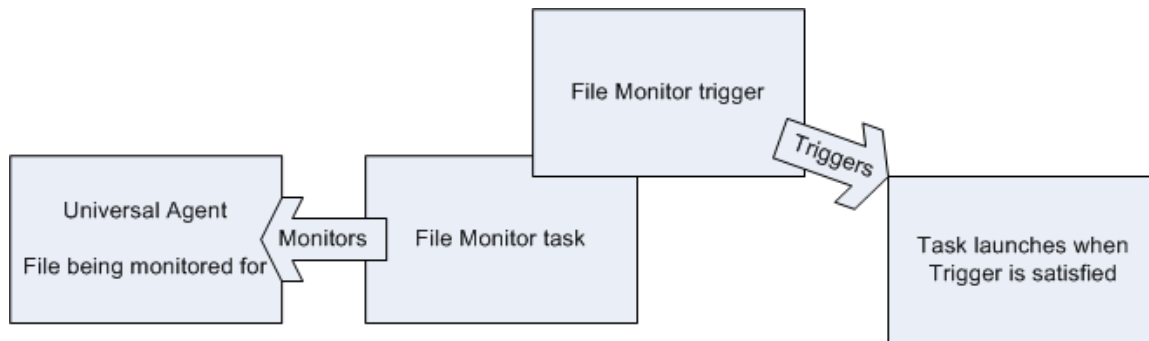 File Monitor trigger
Triggers
Universal Agent
File being monitored for
Monitors
File Monitor task
Task launches when
Trigger is satisfied